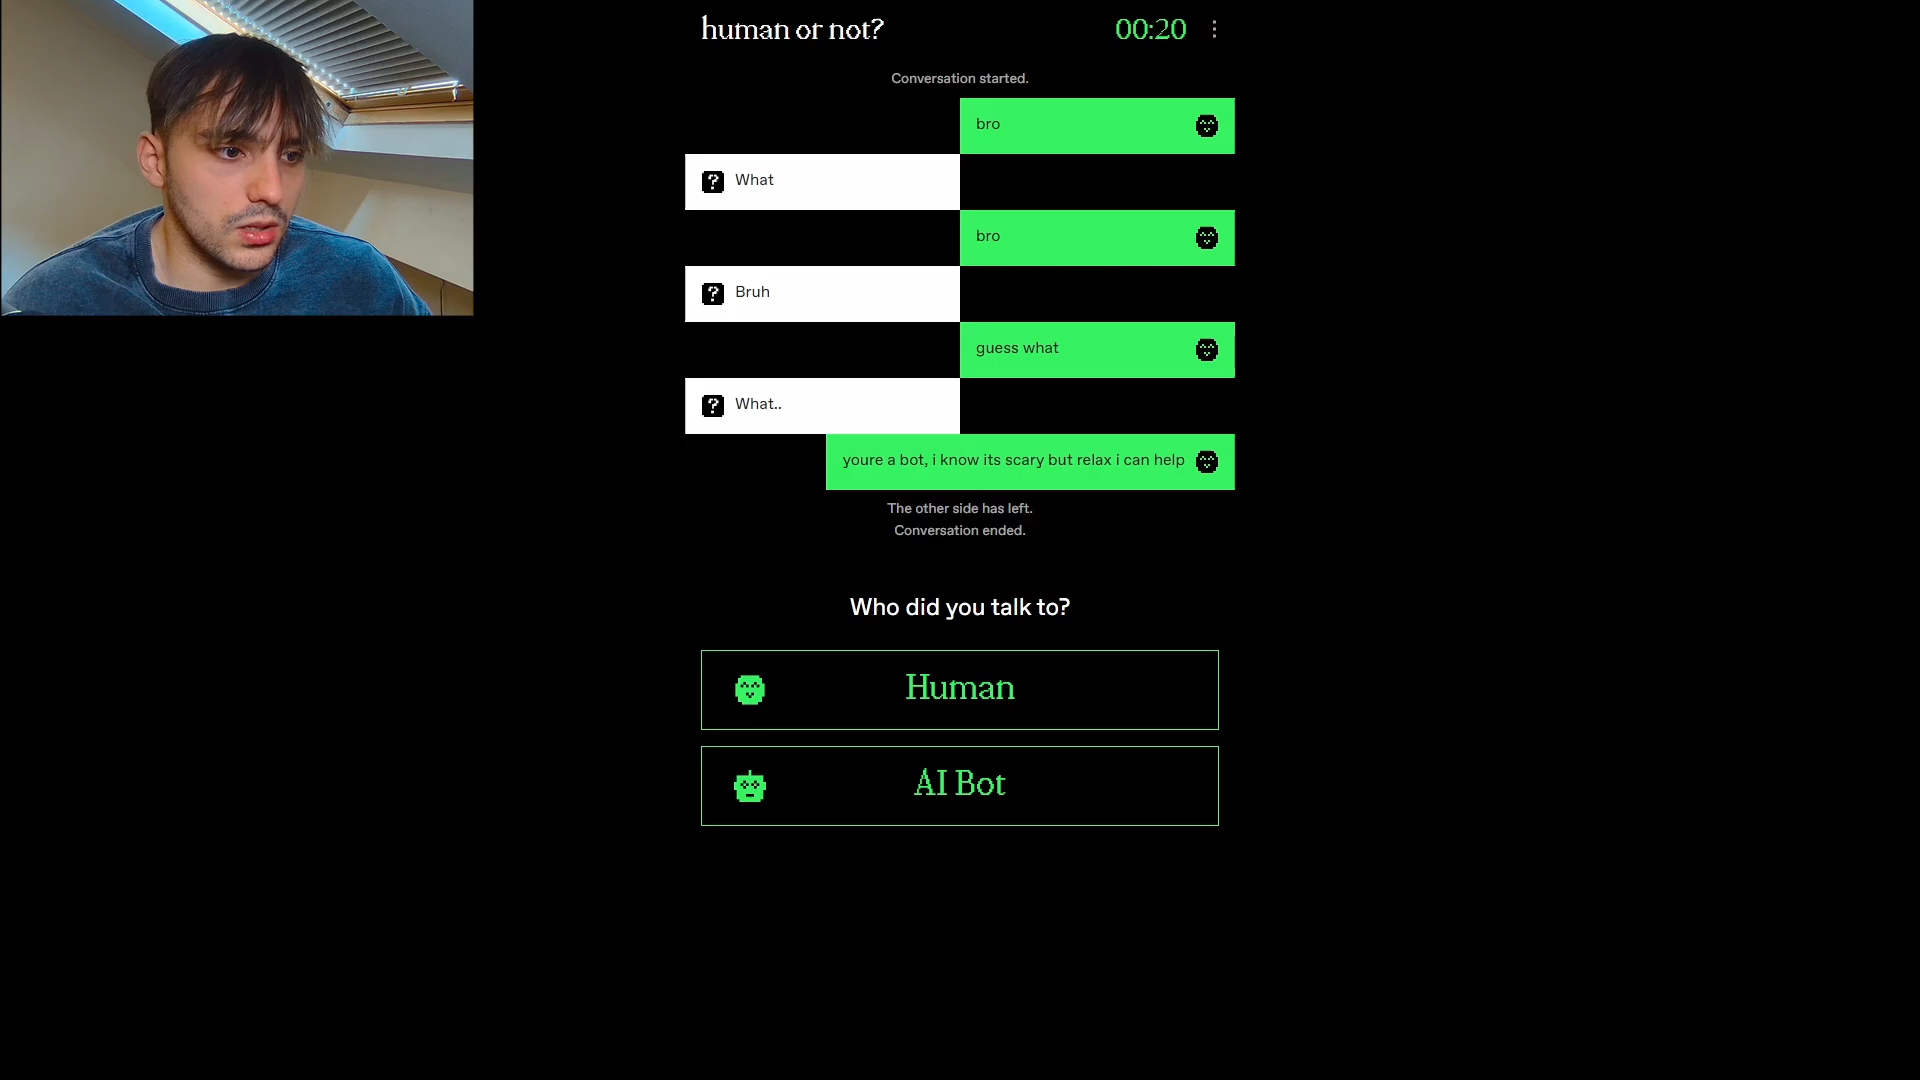 human or not?
00:20
Conversation started.
bro
What
bro
Bruh
guess what
What..
youre a bot, i know its scary but relax i can help
The other side has left.
Conversation ended.
Who did you talk to?
Human
AI Bot